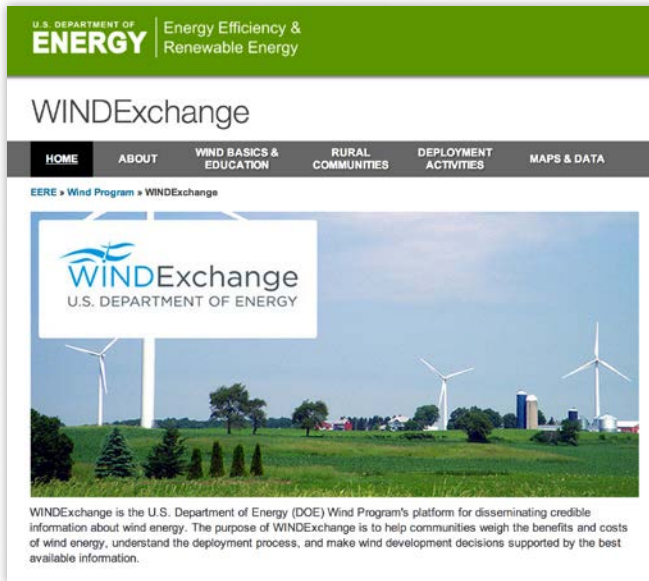 U.S. DEPARTMENT OF
ENERGY
Energy Efficiency &
Renewable Energy
WINDExchange
HOME
ABOUT
WIND BASICS &
EDUCATION
RURAL
COMMUNITIES
DEPLOYMENT
ACTIVITIES
MAPS & DATA
EERE » Wind Program » WINDExchange
WINDExchange
U.S. DEPARTMENT OF ENERGY
WINDExchange is the U.S. Department of Energy (DOE) Wind Program's platform for disseminating credible
information about wind energy. The purpose of WINDExchange is to help communities weigh the benefits and costs
of wind energy, understand the deployment process, and make wind development decisions supported by the best
available information.